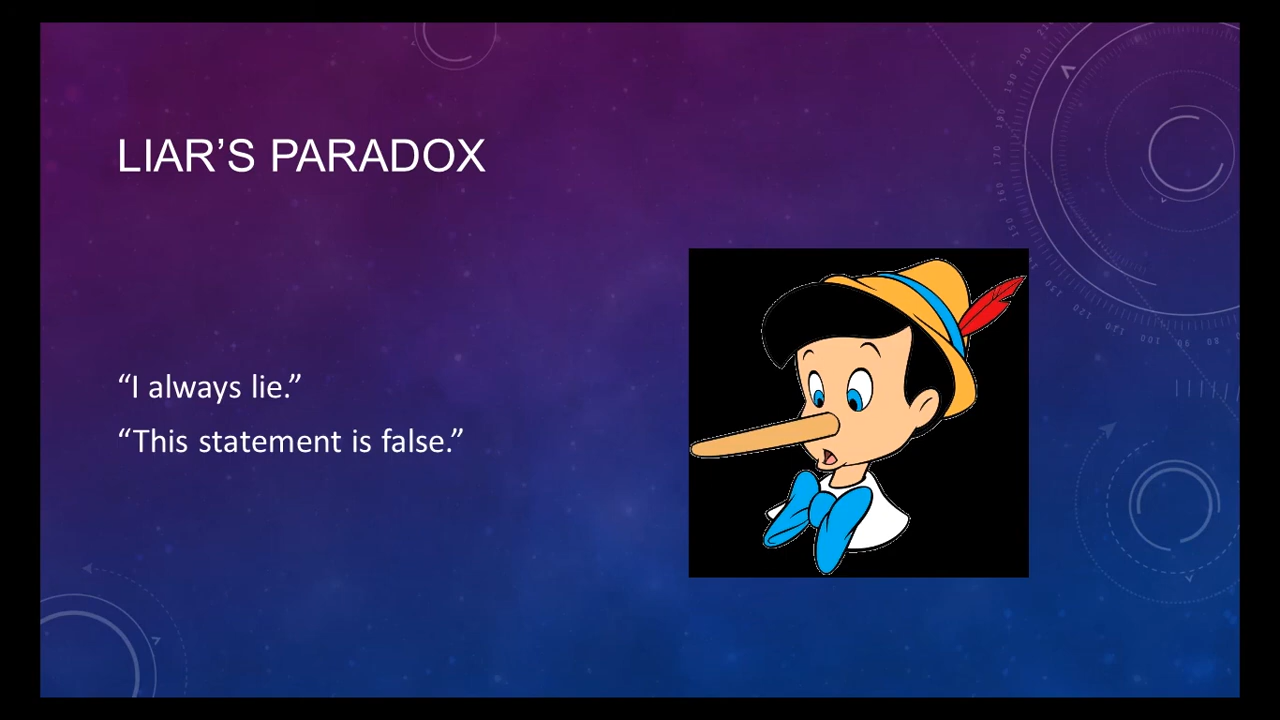 LIAR’S PARADOX
“I always lie.”
“This statement is false.”